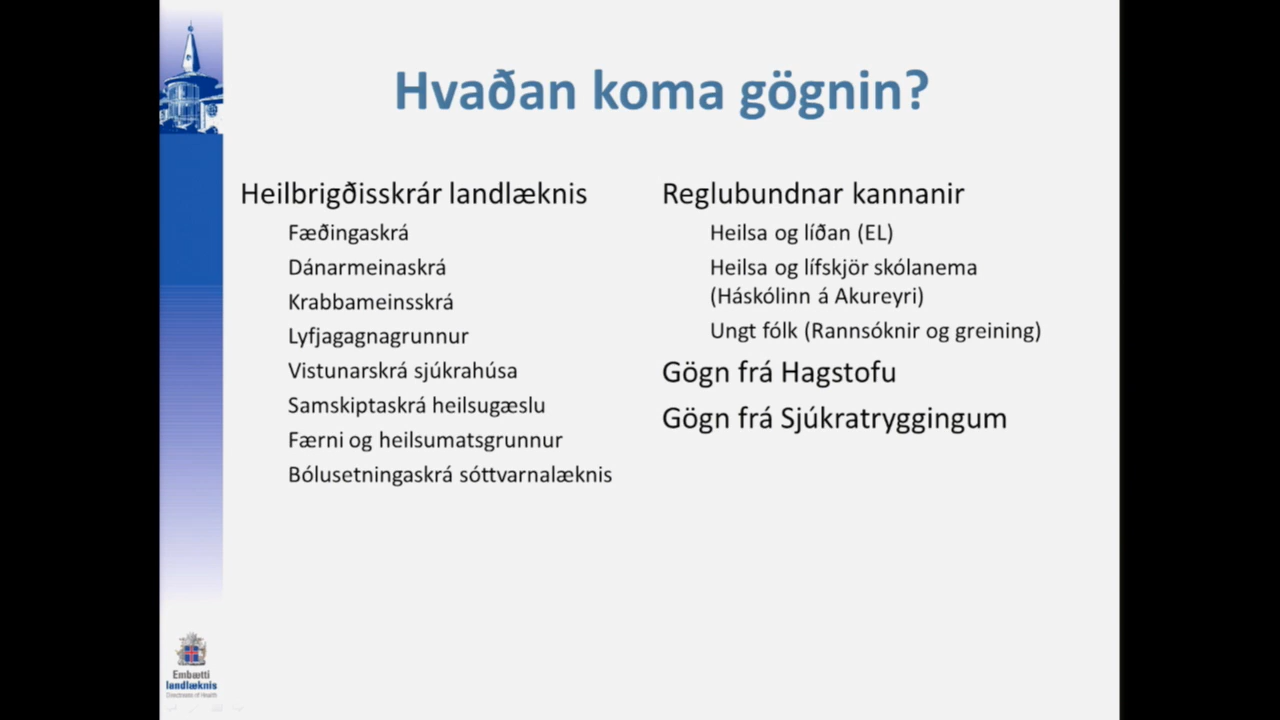 Hvaðan koma gögnin?
Heilbrigðisskrár landlæknis
Fæðingaskrá
Dánarmeinaskrá
Krabbameinsskrá
Lyfjagagnagrunnur
Vistunarskrá sjúkrahúsa
Samskiptaskrá heilsugæslu
Færni og heilsumatsgrunnur
Bólusetningaskrá sóttvarnalæknis
Reglubundnar kannanir
Heilsa og líðan (EL)
Heilsa og lífskjör skólanema
(Háskólinn á Akureyri)
Ungt fólk (Rannsóknir og greining)
Gögn frá Hagstofu
Gögn frá Sjúkratryggingum
Embætti
landlæknis
Directorate of Health